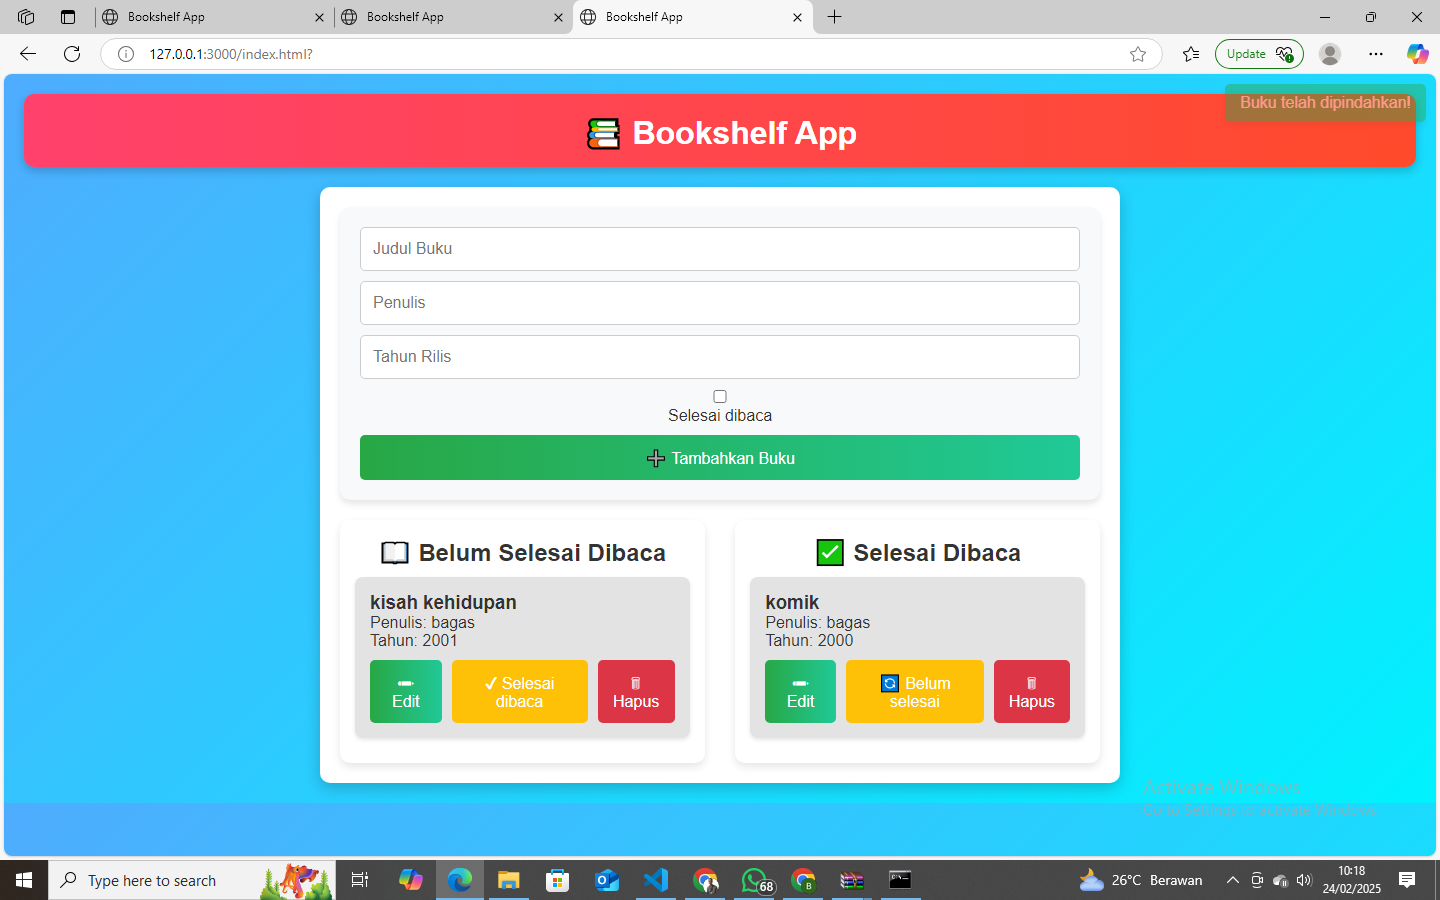 Bookshelf App
Bookshelf App
Bookshelf App
127.0.0.1:3000/index.html?
Update
Buku telah dipindahkan!
Bookshelf App
Judul Buku
Penulis
Tahun Rilis
Selesai dibaca
Tambahkan Buku
Belum Selesai Dibaca
kisah kehidupan
Penulis: bagas
Tahun: 2001
Edit
Selesai
dibaca
Hapus
Selesai Dibaca
komik
Penulis: bagas
Tahun: 2000
Edit
Belum
selesai
Hapus
Activate Windows
Go to Settings to activate Windows.
Type here to search
68
B
26°C Berawan
10:18
24/02/2025